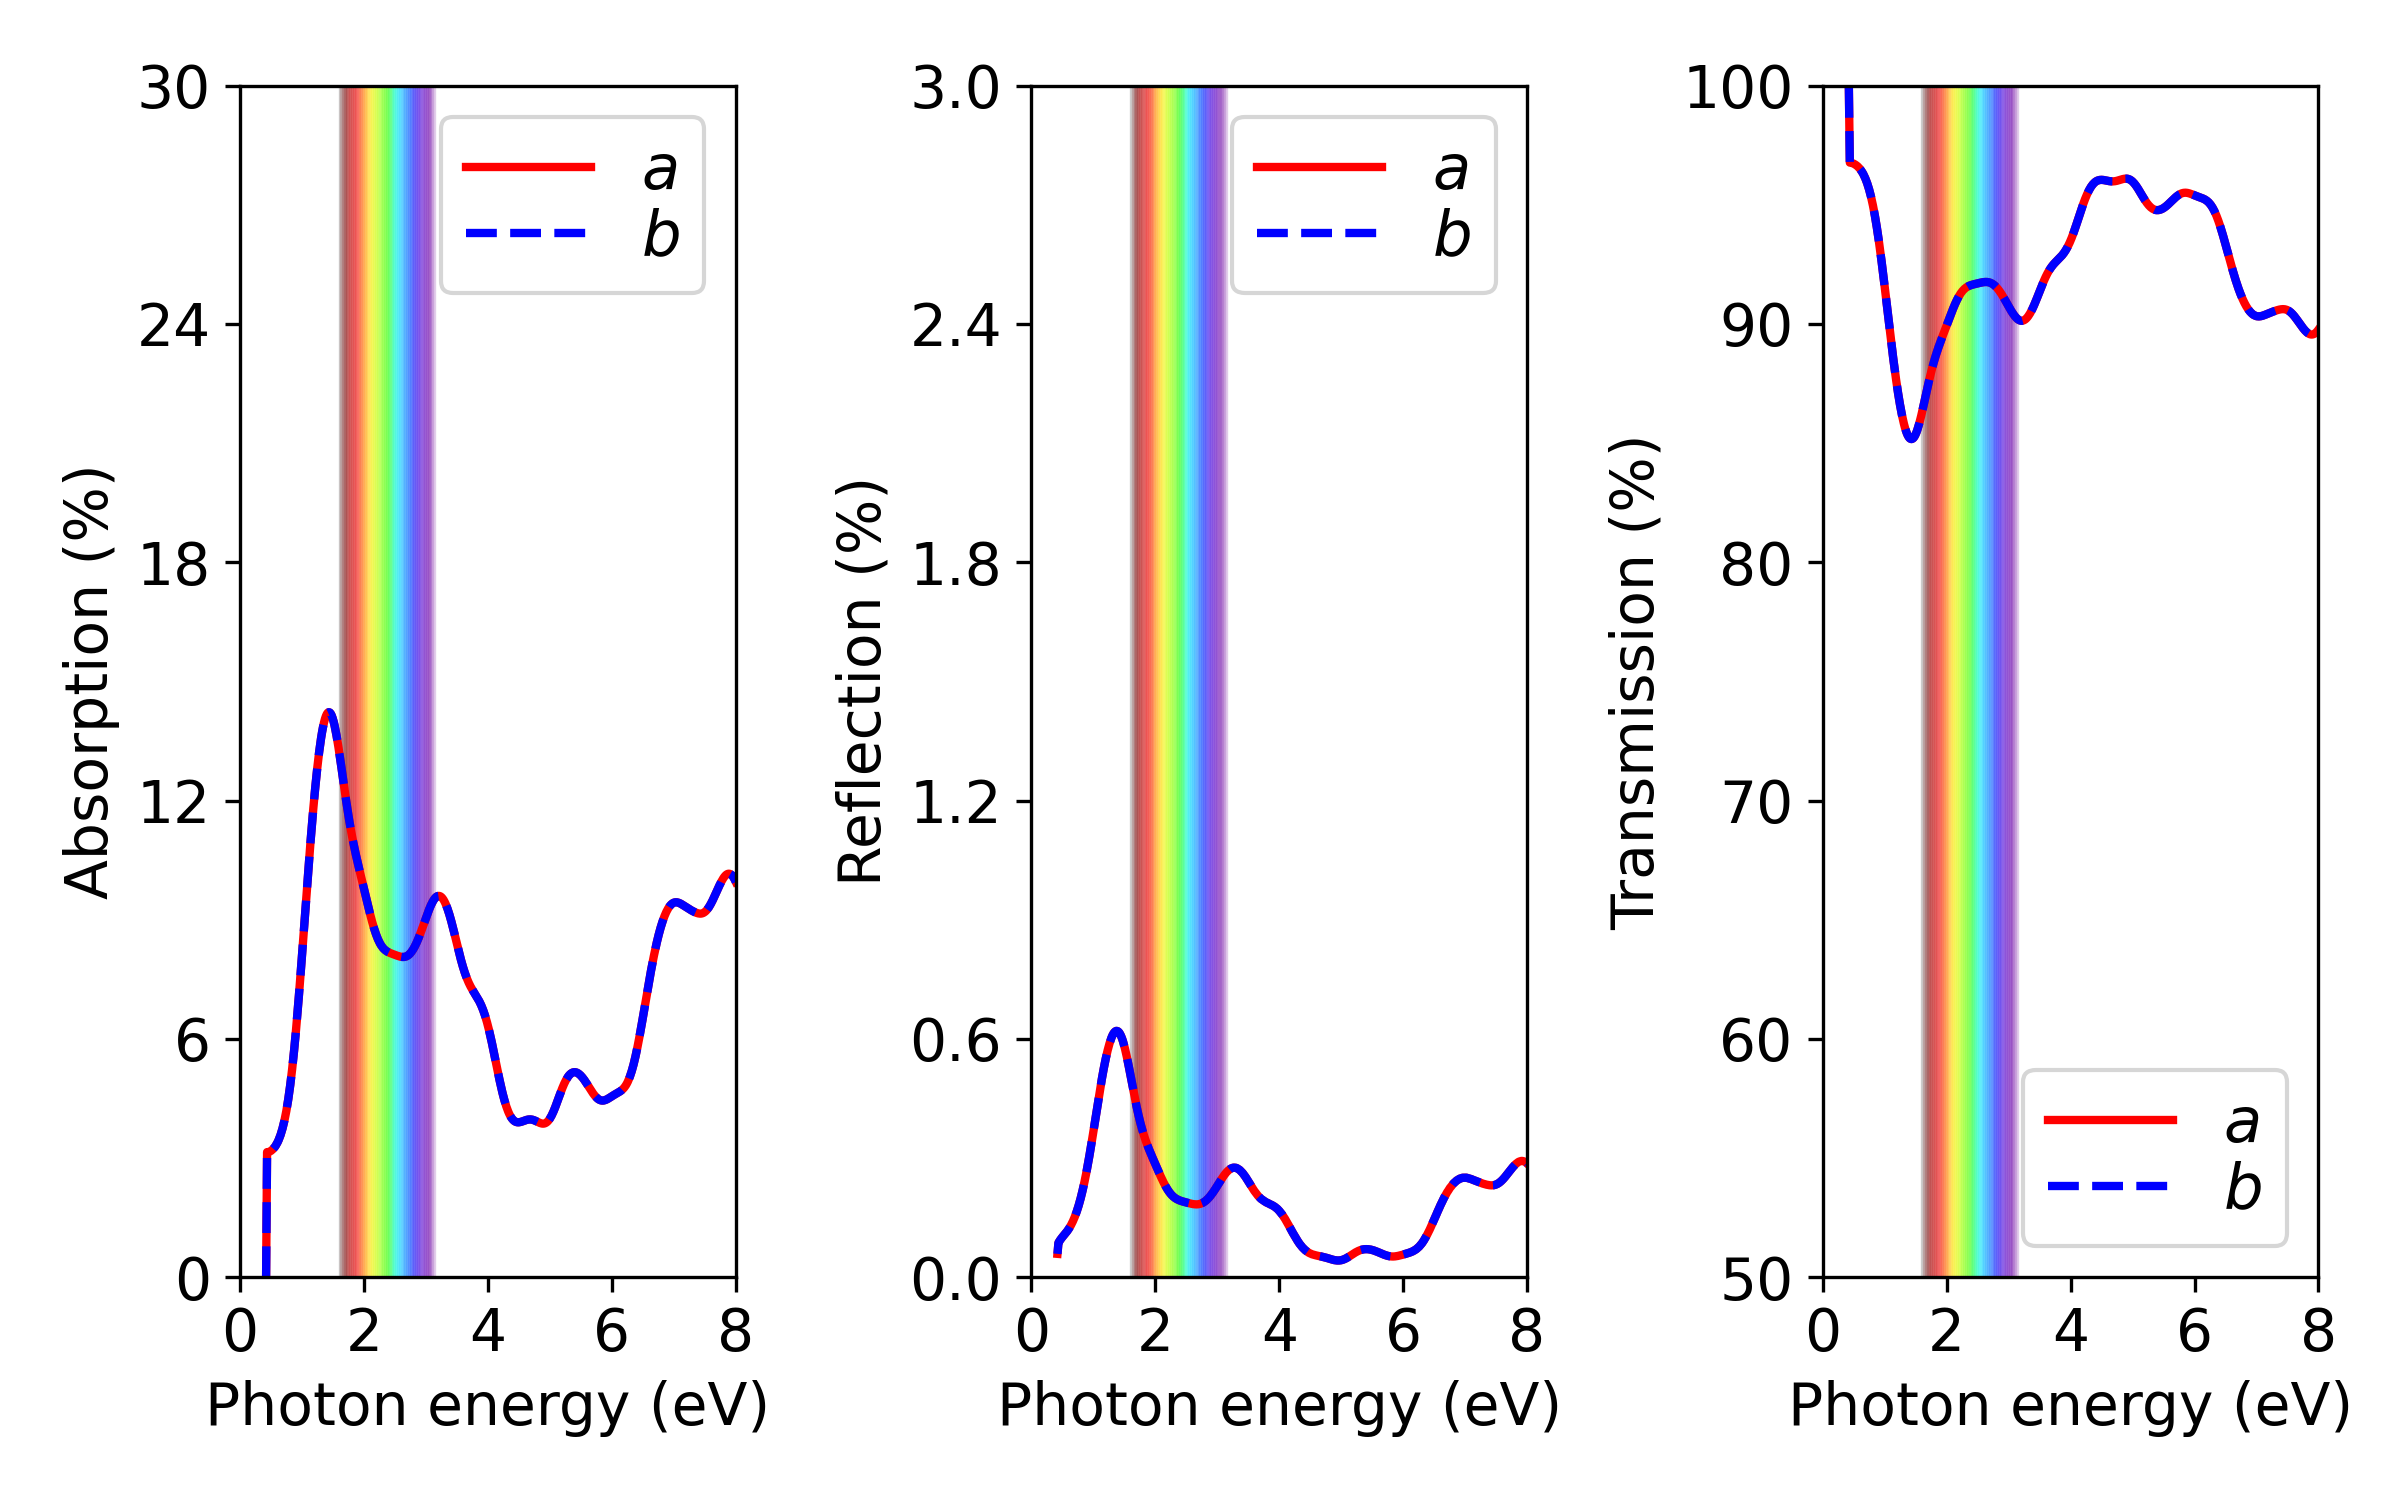 30
24
18
12
6
0
0 2 4 6 8
Absorption (%)
Photon energy (eV)
a
b
3.0
2.4
1.8
1.2
0.6
0.0
0 2 4 6 8
Reflection (%)
Photon energy (eV)
a
b
100
90
80
70
60
50
0 2 4 6 8
Transmission (%)
Photon energy (eV)
a
b